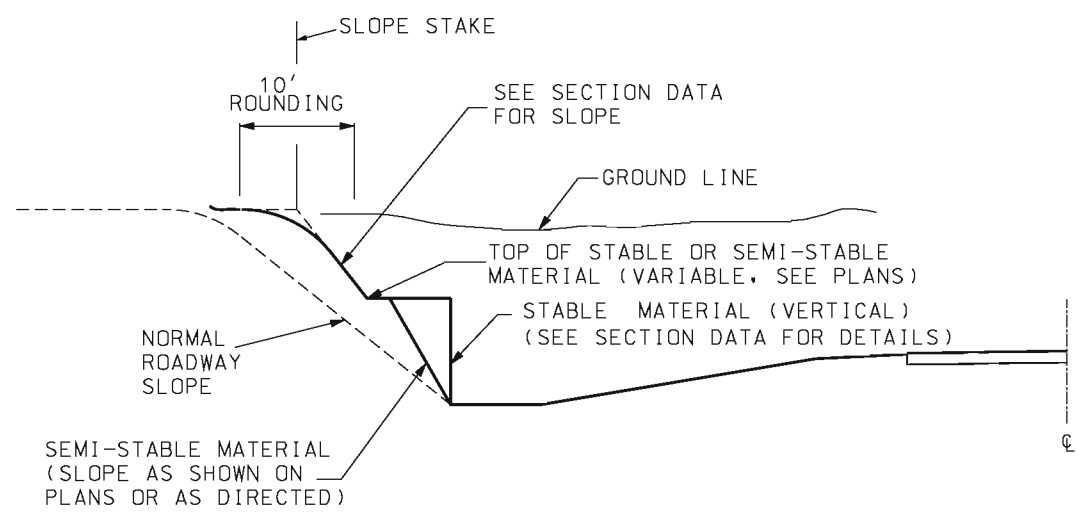 SLOPE STAKE
10'
ROUNDING
SEE SECTION DATA
FOR SLOPE
GROUND LINE
TOP OF STABLE OR SEMI-STABLE
MATERIAL (VARIABLE, SEE PLANS)
STABLE MATERIAL (VERTICAL)
(SEE SECTION DATA FOR DETAILS)
NORMAL
ROADWAY
SLOPE
SEMI-STABLE MATERIAL
(SLOPE AS SHOWN ON
PLANS OR AS DIRECTED)
℄